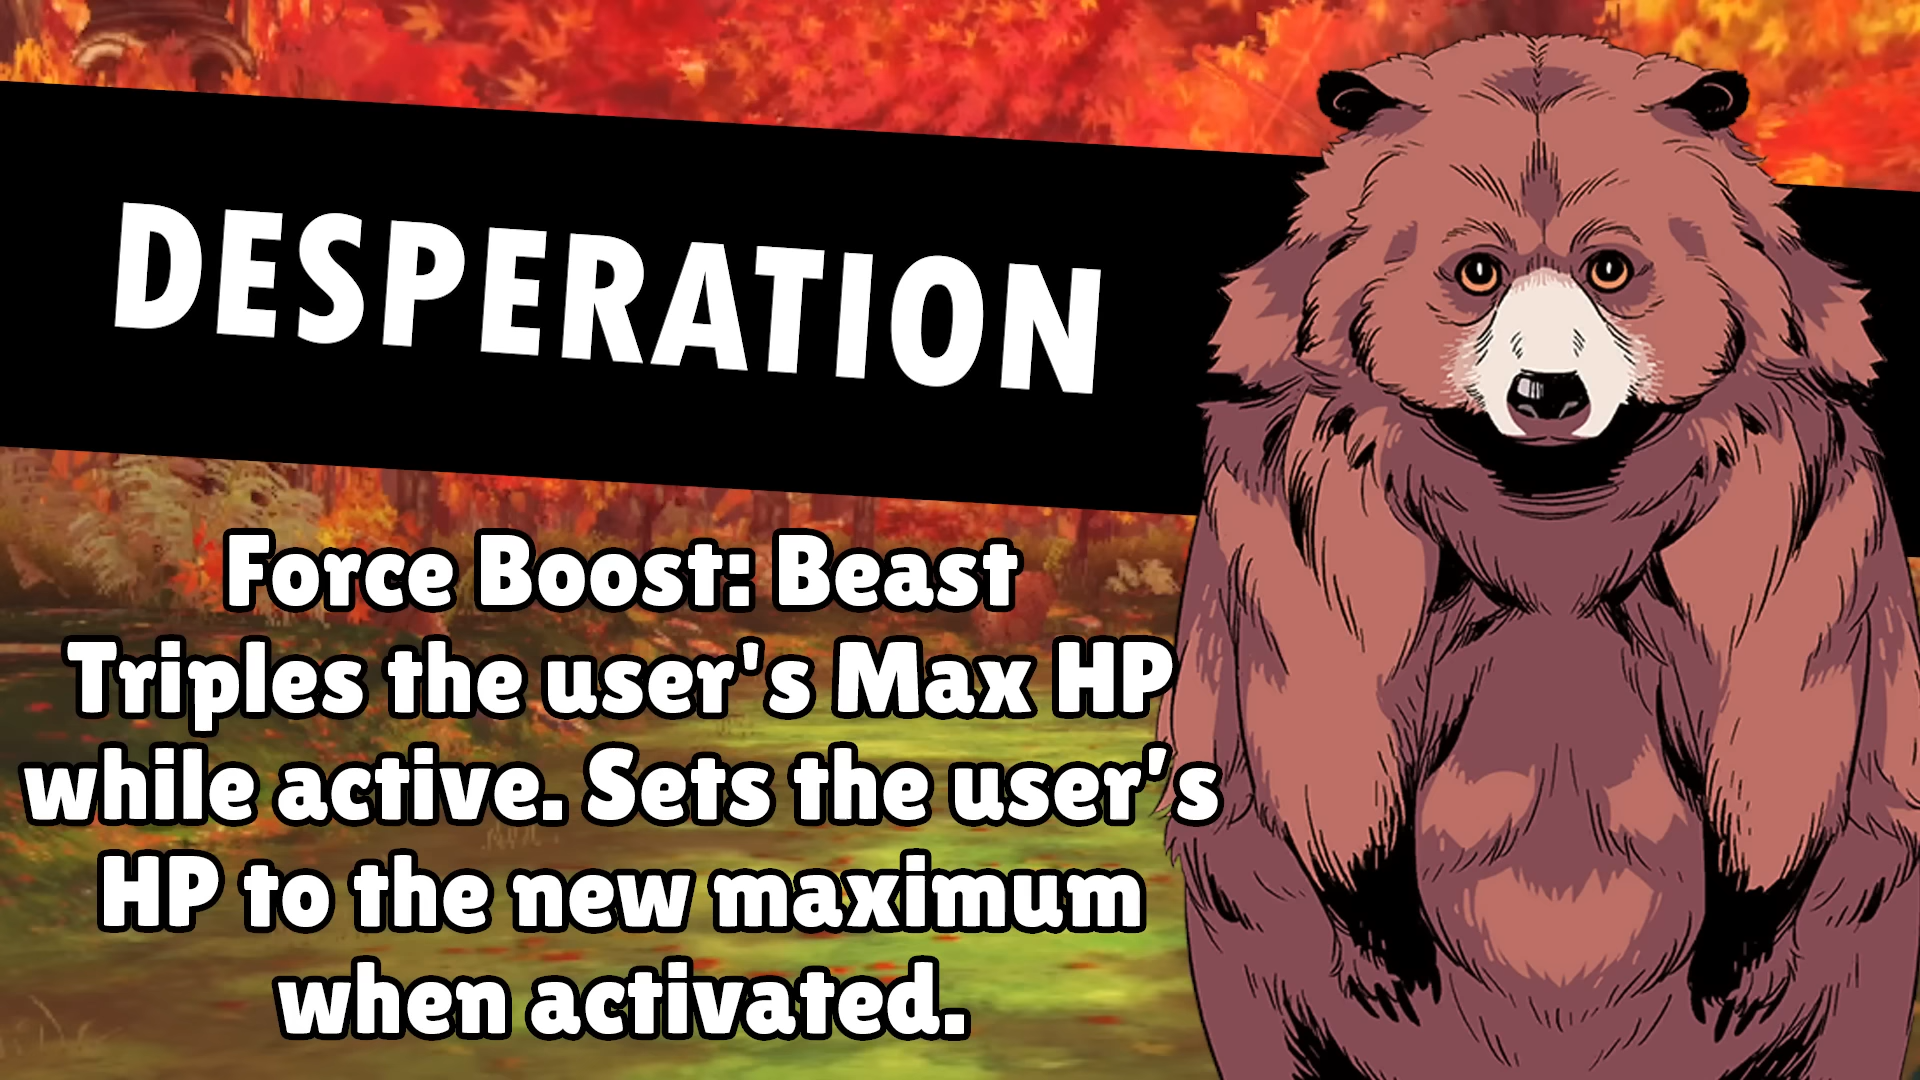 DESPERATION
Force Boost: Beast
Triples the user's Max HP
while active. Sets the user's
HP to the new maximum
when activated.